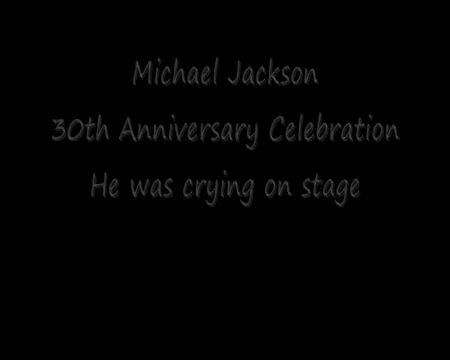 Michael Jackson
30th Anniversary Celebration
He was crying on stage